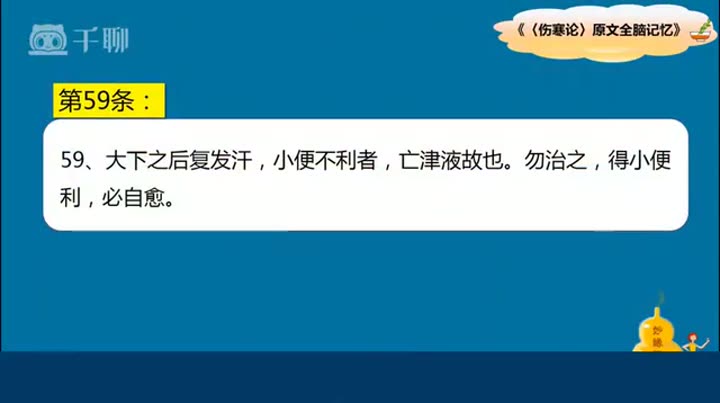 千聊
《〈伤寒论〉原文全脑记忆》
第59条：
59、大下之后复发汗，小便不利者，亡津液故也。勿治之，得小便
利，必自愈。
妙
缘